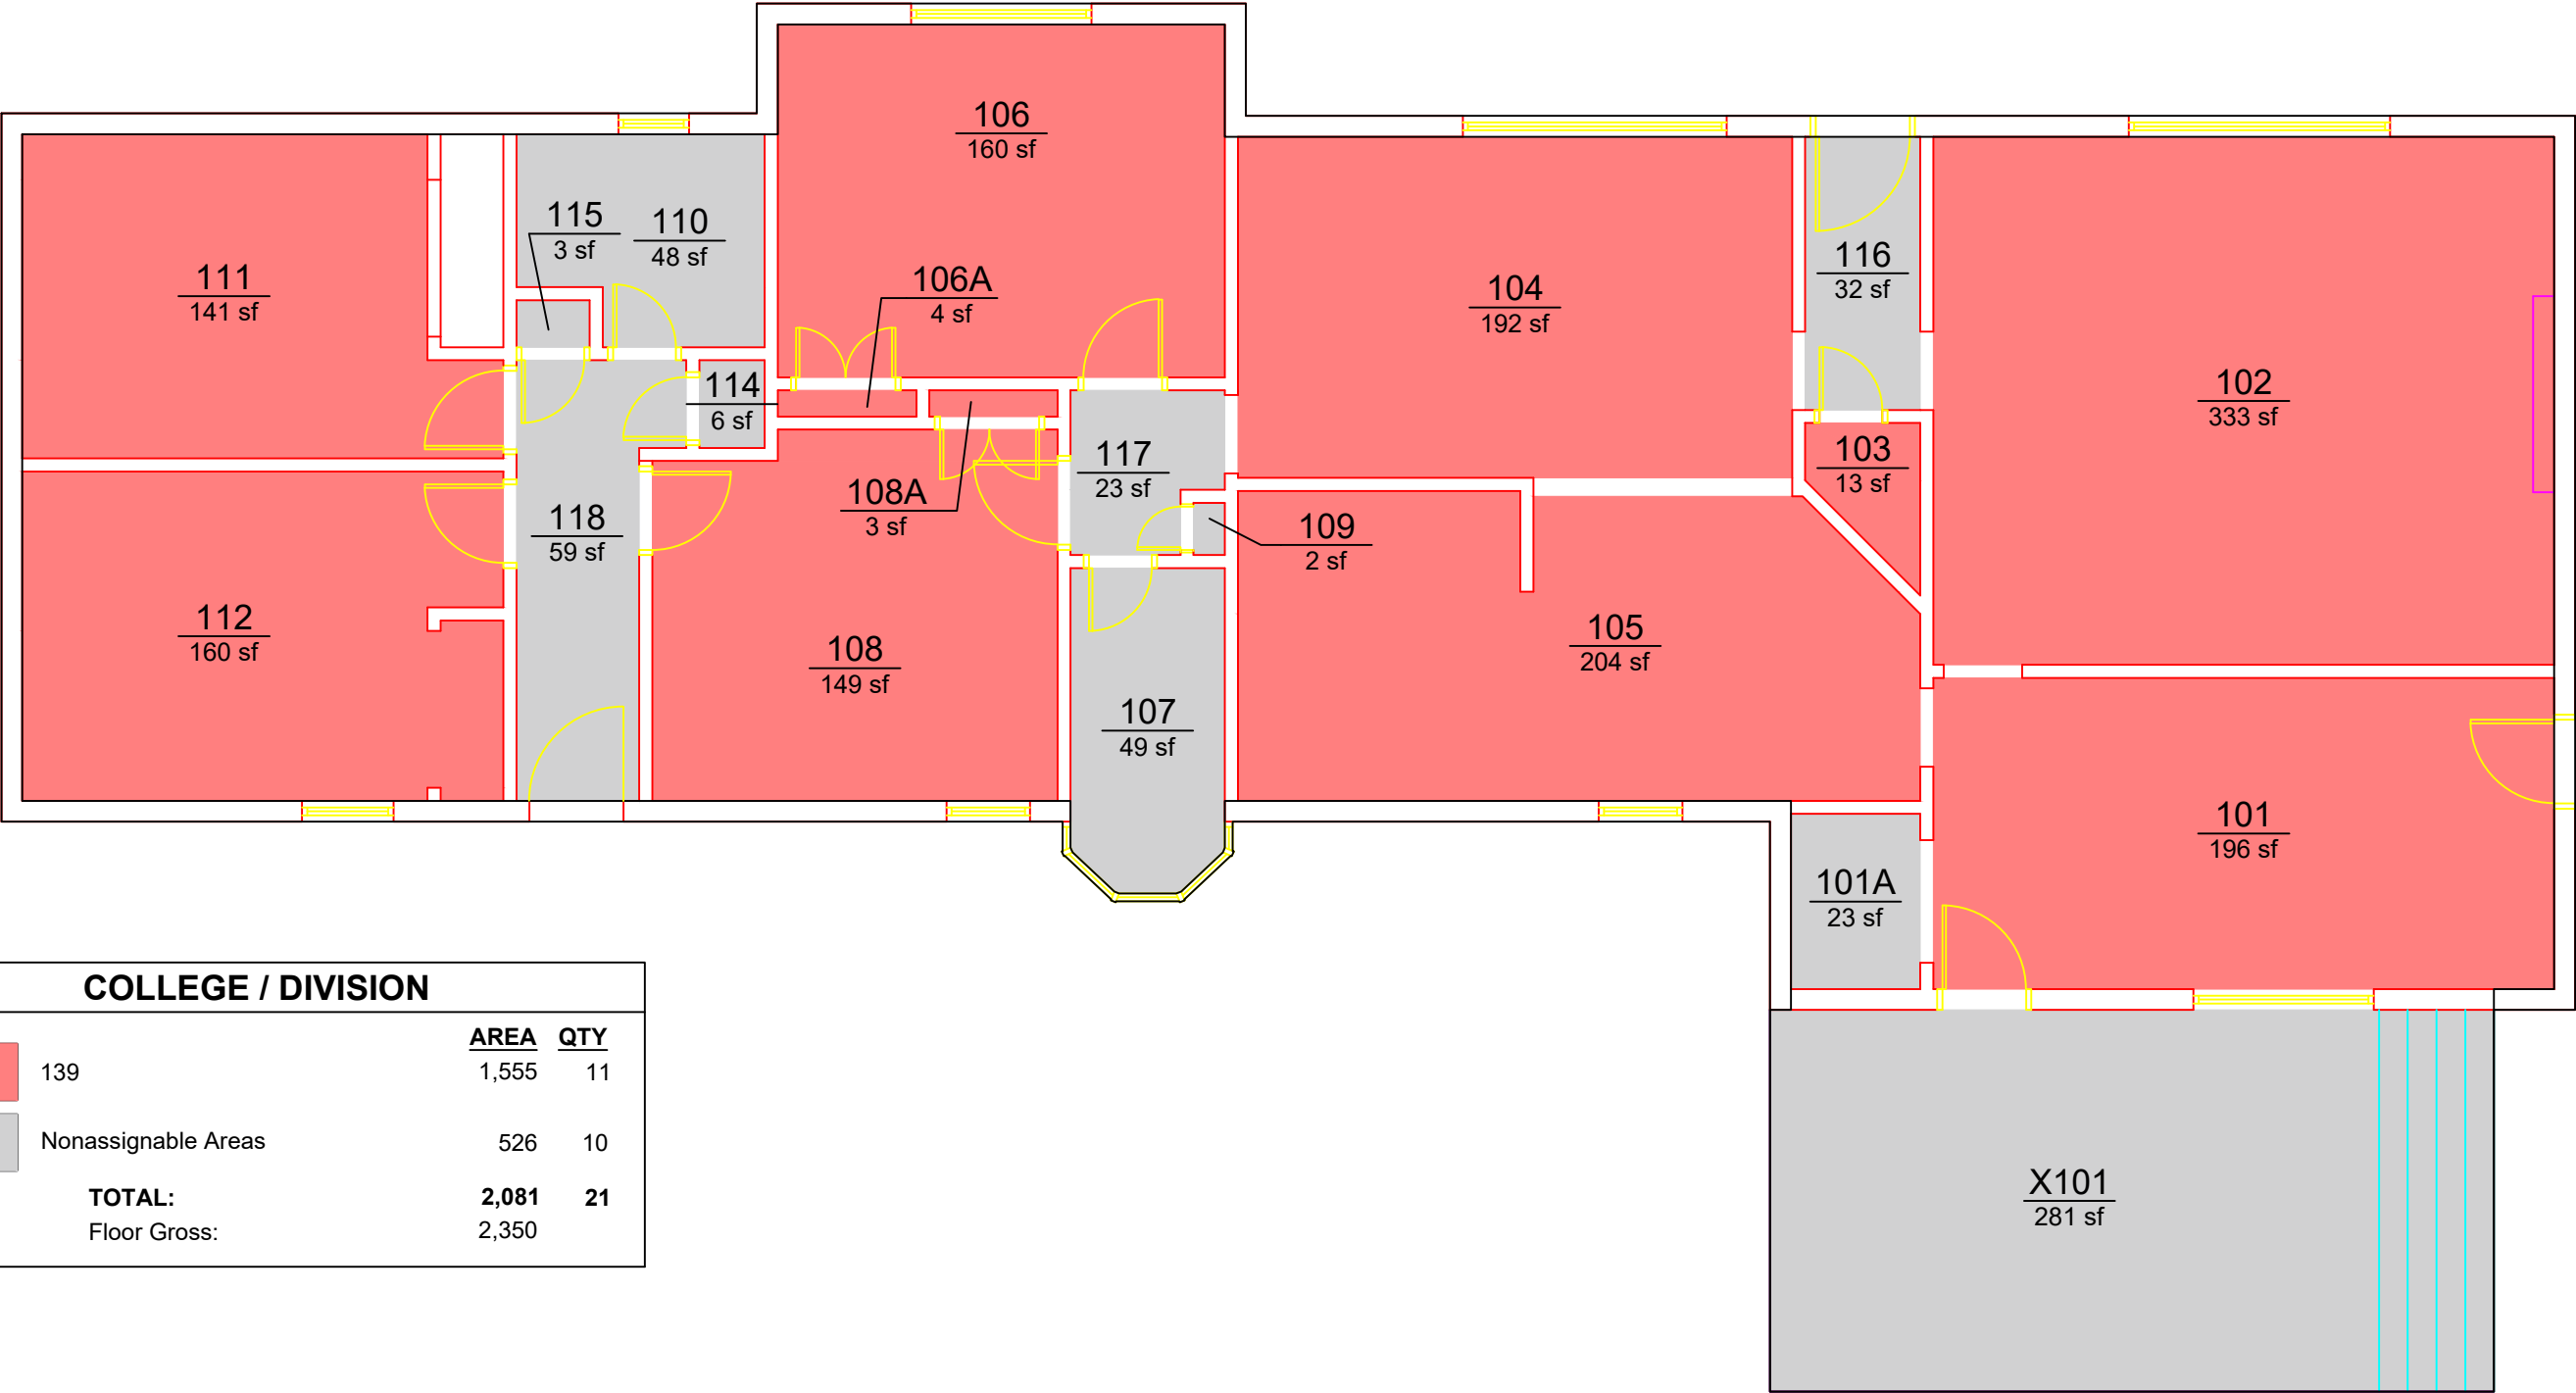 106
160 sf
115
3 sf
110
48 sf
116
32 sf
111
141 sf
106A
4 sf
104
192 sf
102
333 sf
114
6 sf
103
13 sf
117
23 sf
108A
3 sf
118
59 sf
109
2 sf
112
160 sf
105
204 sf
108
149 sf
107
49 sf
101
196 sf
101A
23 sf
COLLEGE / DIVISION
AREA QTY
139 1,555 11
Nonassignable Areas 526 10
TOTAL: 2,081 21
Floor Gross: 2,350
X101
281 sf